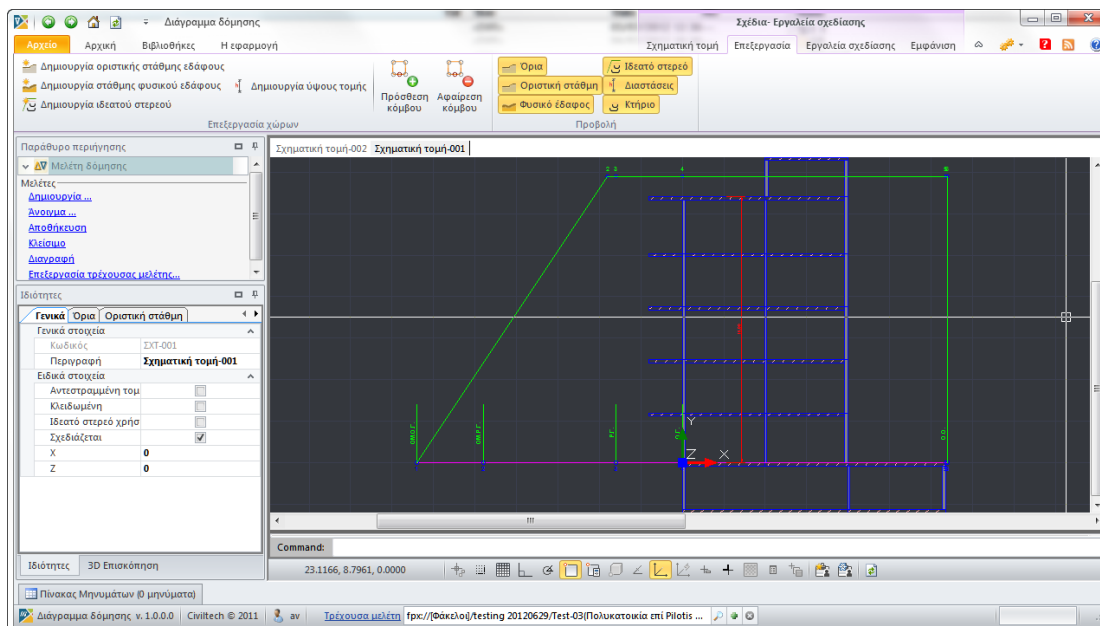 Διάγραμμα δόμησης
Σχέδια- Εργαλεία σχεδίασης
Αρχείο Αρχική Βιβλιοθήκες Η εφαρμογή Σχηματική τομή Επεξεργασία Εργαλεία σχεδίασης Εμφάνιση
Δημιουργία οριστικής στάθμης εδάφους
Δημιουργία στάθμης φυσικού εδάφους Δημιουργία ύψους τομής
Δημιουργία ιδεατού στερεού
Πρόσθεση κόμβου
Αφαίρεση κόμβου
Επεξεργασία χώρων
Όρια Ιδεατό στερεό
Οριστική στάθμη Διαστάσεις
Φυσικό έδαφος Κτήριο
Προβολή
Παράθυρο περιήγησης
Μελέτη δόμησης
Μελέτες
Δημιουργία ...
Άνοιγμα ...
Αποθήκευση
Κλείσιμο
Διαγραφή
Επεξεργασία τρέχουσας μελέτης...
Ιδιότητες
Γενικά Όρια Οριστική στάθμη
Γενικά στοιχεία
Κωδικός ΣΧΤ-001
Περιγραφή Σχηματική τομή-001
Ειδικά στοιχεία
Αντεστραμμένη τομ
Κλειδωμένη
Ιδεατό στερεό χρήσ
Σχεδιάζεται
X 0
Z 0
Ιδιότητες 3D Επισκόπηση
Σχηματική τομή-002 Σχηματική τομή-001
Y
Z X
Command:
23.1166, 8.7961, 0.0000
Πίνακας Μηνυμάτων (0 μηνύματα)
Διάγραμμα δόμησης v. 1.0.0.0 Civiltech © 2011 av Τρέχουσα μελέτη fpx://[Φάκελοι]/testing 20120629/Test-03(Πολυκατοικία επί Pilotis ...